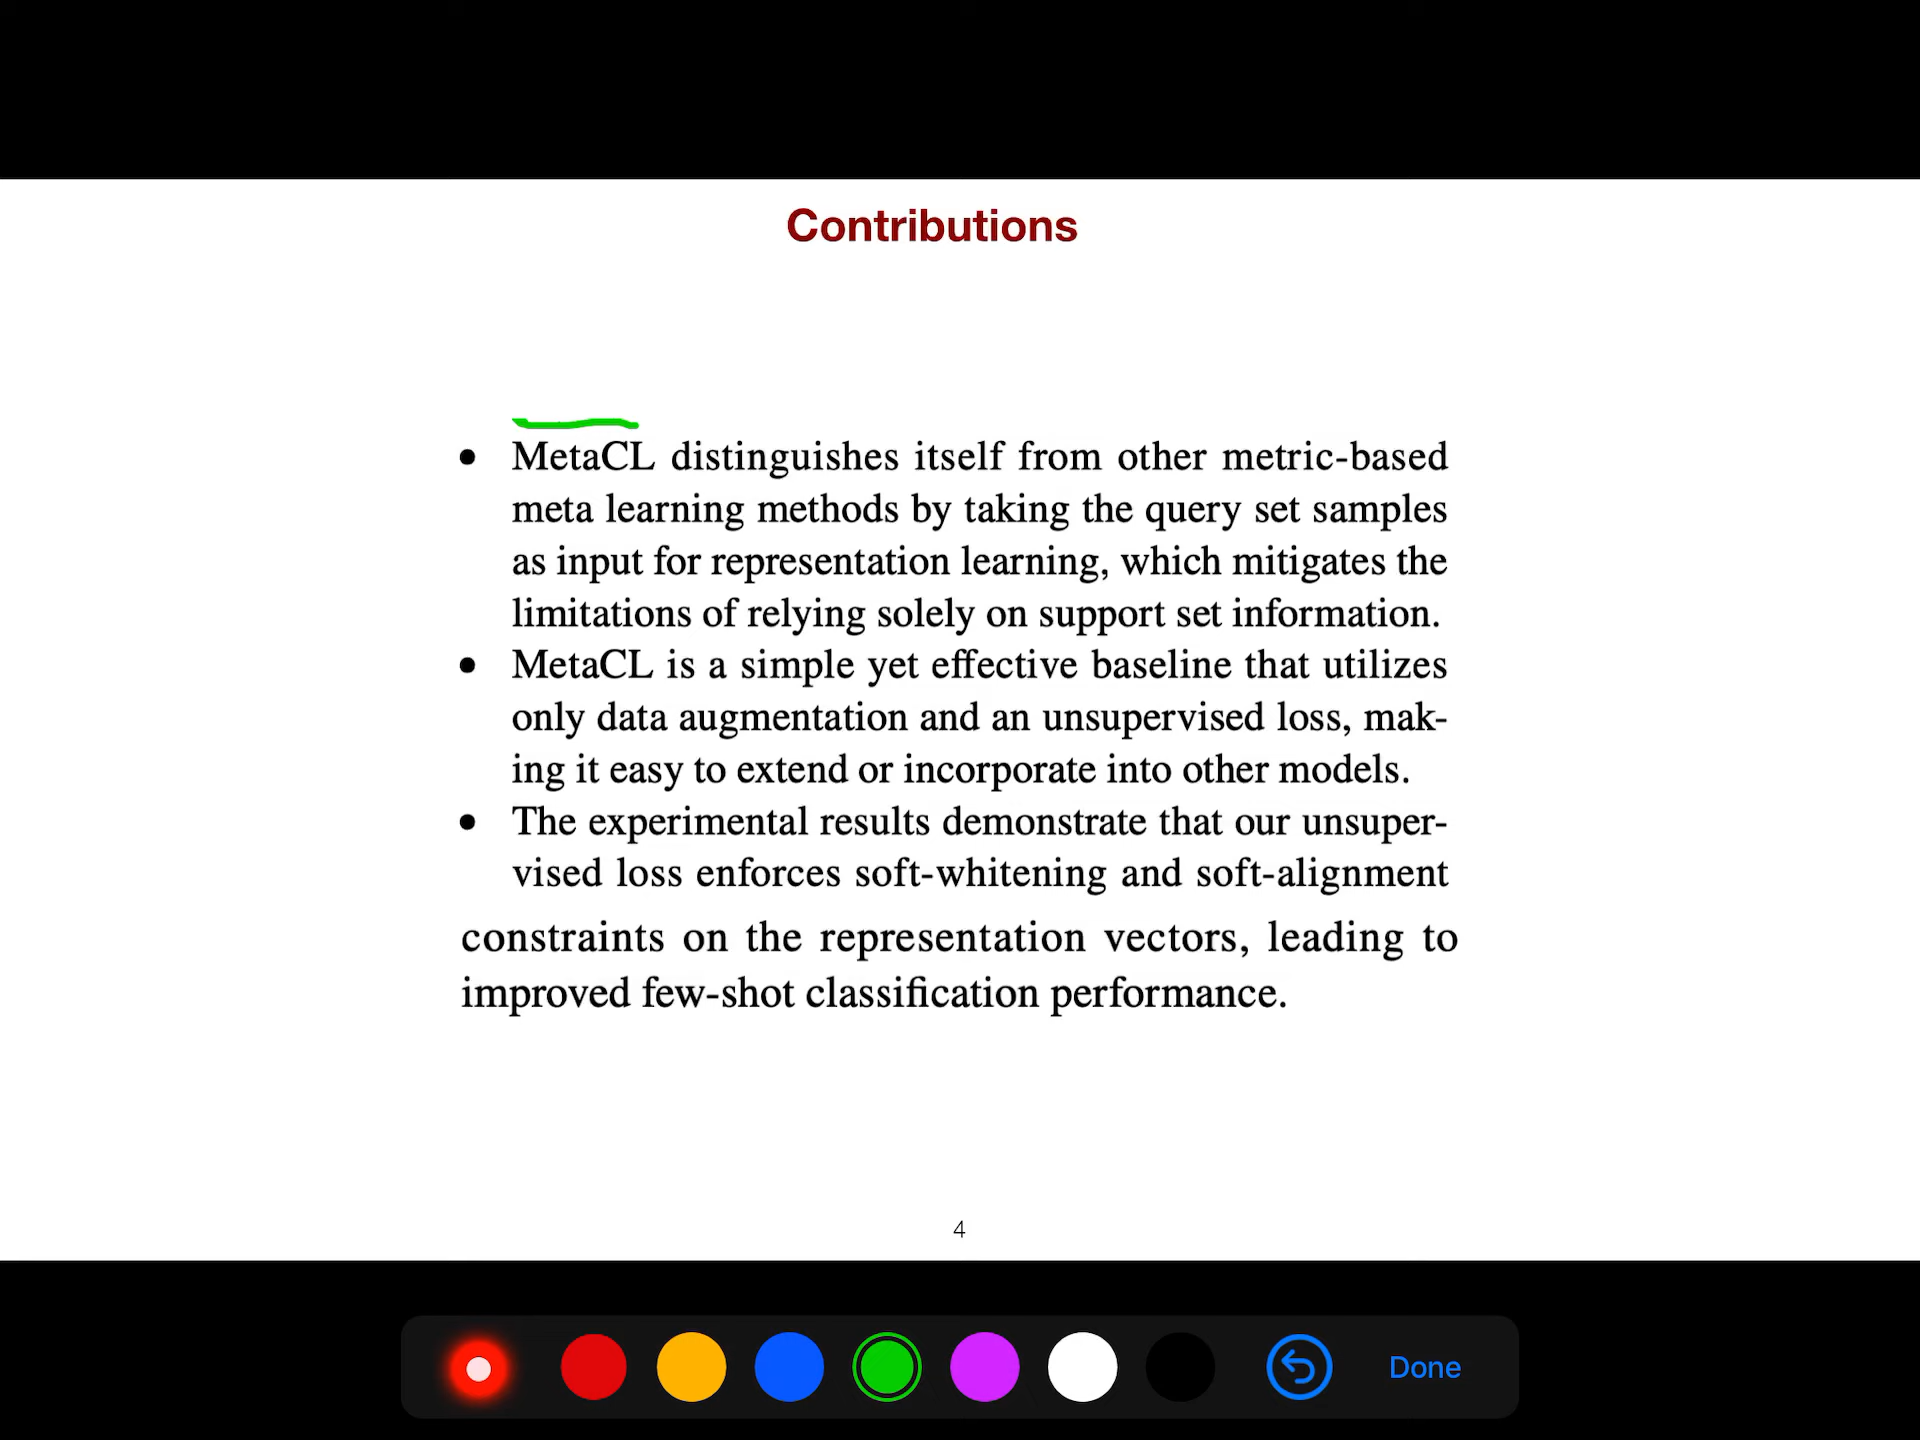 Contributions
• MetaCL distinguishes itself from other metric-based
meta learning methods by taking the query set samples
as input for representation learning, which mitigates the
limitations of relying solely on support set information.
• MetaCL is a simple yet effective baseline that utilizes
only data augmentation and an unsupervised loss, mak-
ing it easy to extend or incorporate into other models.
• The experimental results demonstrate that our unsuper-
vised loss enforces soft-whitening and soft-alignment
constraints on the representation vectors, leading to
improved few-shot classification performance.
4
Done